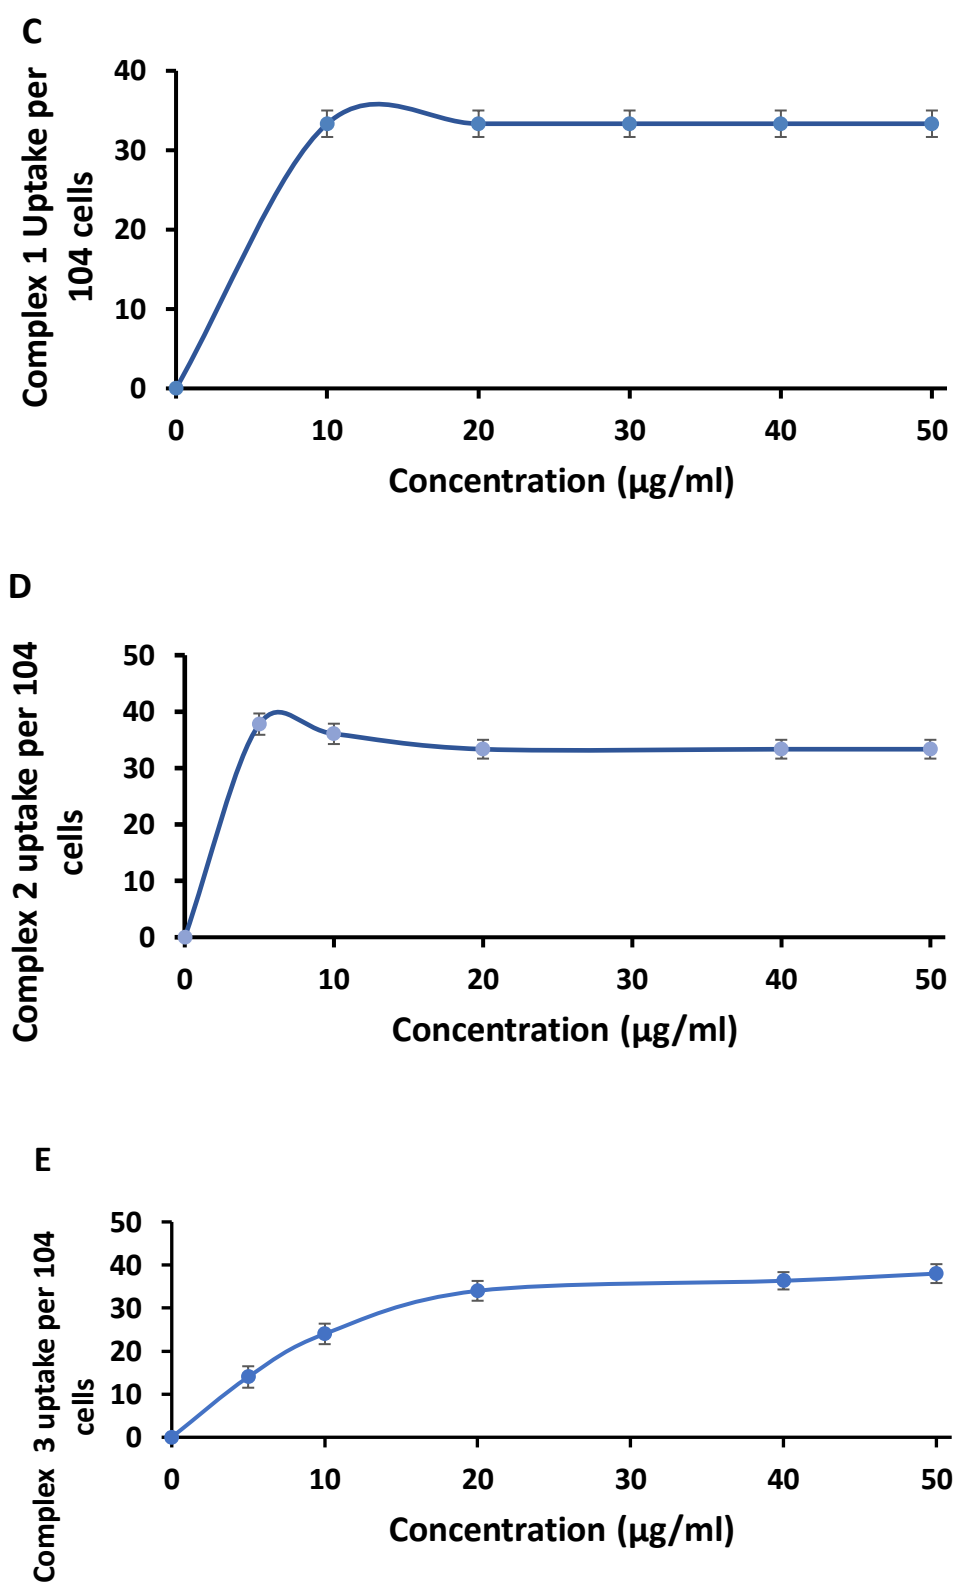 C
Complex 1 Uptake per
104 cells
40
30
20
10
0
0 10 20 30 40 50
Concentration (µg/ml)
D
Complex 2 uptake per 104
cells
50
40
30
20
10
0
0 10 20 30 40 50
Concentration (µg/ml)
E
Complex 3 uptake per 104
cells
50
40
30
20
10
0
0 10 20 30 40 50
Concentration (µg/ml)